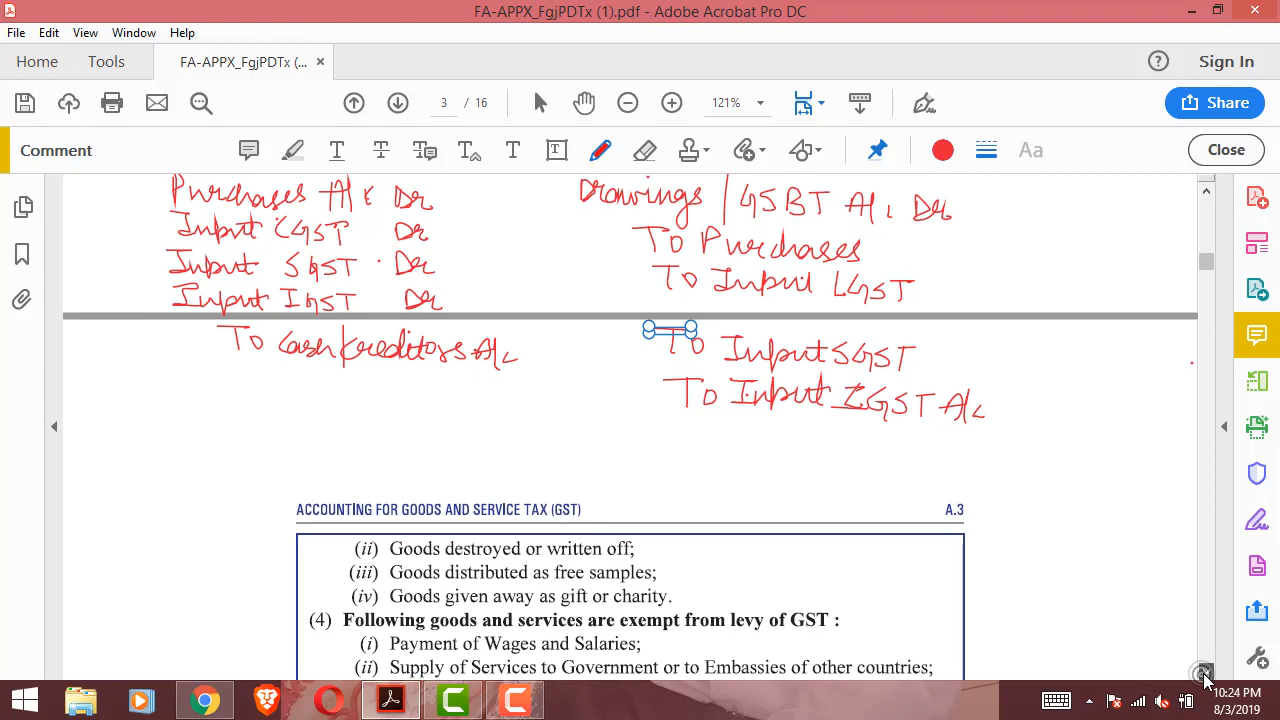 FA-APPX_FgjPDTx (1).pdf - Adobe Acrobat Pro DC
File Edit View Window Help
Home Tools FA-APPX_FgjPDTx (... × Sign In
3 / 16 121% Share
Comment Aa Close
Purchases A/c Dr
Input CGST Dr
Input SGST Dr
Input IGST Dr
To Cash/creditors A/c
Drawings / GSBT A/c Dr
To Purchases
To Input CGST
To Input SGST
To Input IGST A/c
ACCOUNTING FOR GOODS AND SERVICE TAX (GST) A.3
(ii) Goods destroyed or written off;
(iii) Goods distributed as free samples;
(iv) Goods given away as gift or charity.
(4) Following goods and services are exempt from levy of GST :
(i) Payment of Wages and Salaries;
(ii) Supply of Services to Government or to Embassies of other countries;
10:24 PM
8/3/2019